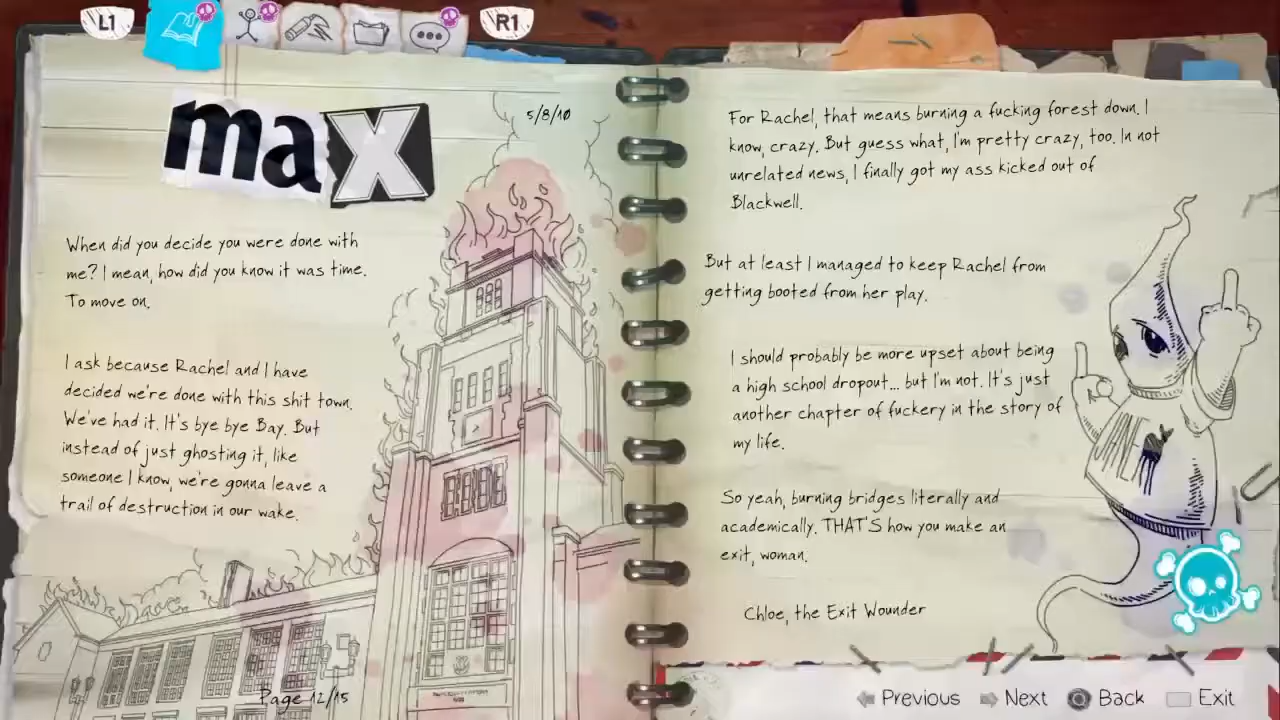 L1
R1
max
5/8/10
When did you decide you were done with
me? I mean, how did you know it was time.
To move on.
I ask because Rachel and I have
decided we're done with this shit town.
We've had it. It's bye bye Bay. But
instead of just ghosting it, like
someone I know, we're gonna leave a
trail of destruction in our wake.
Page 12/15
For Rachel, that means burning a fucking forest down. I
know, crazy. But guess what, I'm pretty crazy, too. In not
unrelated news, I finally got my ass kicked out of
Blackwell.
But at least I managed to keep Rachel from
getting booted from her play.
I should probably be more upset about being
a high school dropout... but I'm not. It's just
another chapter of fuckery in the story of
my life.
So yeah, burning bridges literally and
academically. THAT'S how you make an
exit, woman.
Chloe, the Exit Wounder
Previous
Next
Back
Exit